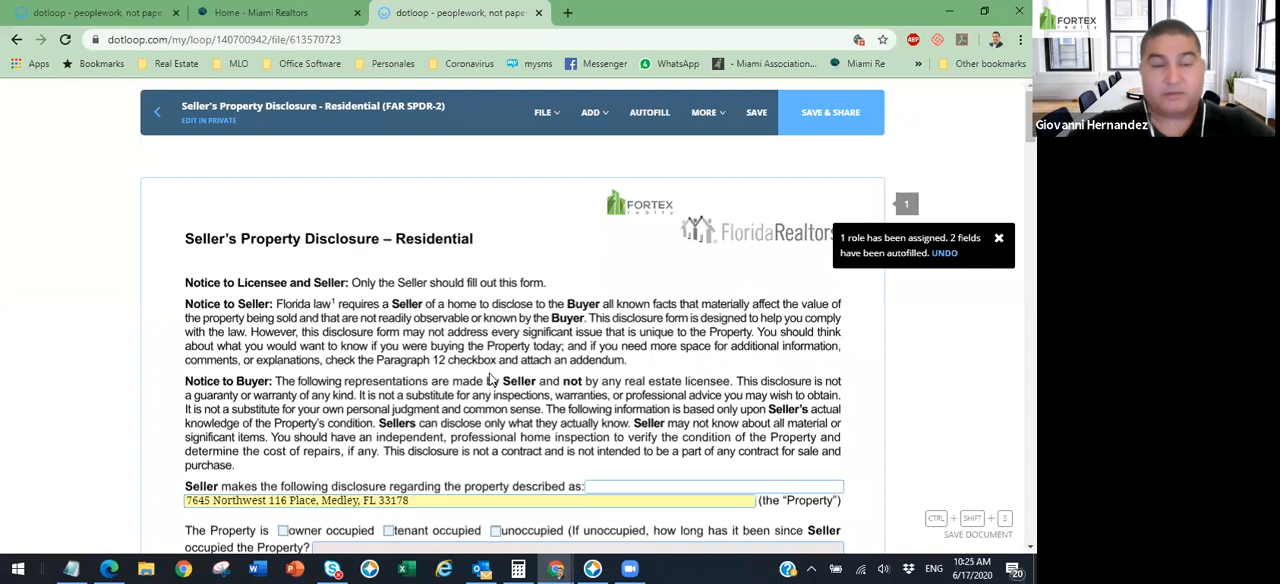 dotloop - peoplework, not pape
Home - Miami Realtors
dotloop - peoplework, not pape
dotloop.com/my/loop/140700942/file/613570723
ABP
Apps
Bookmarks
Real Estate
MLO
Office Software
Personales
Coronavirus
mysms
Messenger
WhatsApp
- Miami Association...
Miami Re
»
Other bookmarks
FORTEX
REALTY
Giovanni Hernandez
Seller's Property Disclosure - Residential (FAR SPDR-2)
EDIT IN PRIVATE
FILE
ADD
AUTOFILL
MORE
SAVE
SAVE & SHARE
FORTEX
realty
FloridaRealtors
1
1 role has been assigned. 2 fields
have been autofilled. UNDO
Seller's Property Disclosure – Residential
Notice to Licensee and Seller: Only the Seller should fill out this form.
Notice to Seller: Florida law¹ requires a Seller of a home to disclose to the Buyer all known facts that materially affect the value of
the property being sold and that are not readily observable or known by the Buyer. This disclosure form is designed to help you comply
with the law. However, this disclosure form may not address every significant issue that is unique to the Property. You should think
about what you would want to know if you were buying the Property today; and if you need more space for additional information,
comments, or explanations, check the Paragraph 12 checkbox and attach an addendum.
Notice to Buyer: The following representations are made by Seller and not by any real estate licensee. This disclosure is not
a guaranty or warranty of any kind. It is not a substitute for any inspections, warranties, or professional advice you may wish to obtain.
It is not a substitute for your own personal judgment and common sense. The following information is based only upon Seller's actual
knowledge of the Property's condition. Sellers can disclose only what they actually know. Seller may not know about all material or
significant items. You should have an independent, professional home inspection to verify the condition of the Property and
determine the cost of repairs, if any. This disclosure is not a contract and is not intended to be a part of any contract for sale and
purchase.
Seller makes the following disclosure regarding the property described as:
7645 Northwest 116 Place, Medley, FL 33178 (the "Property")
The Property is owner occupied tenant occupied unoccupied (If unoccupied, how long has it been since Seller
occupied the Property?
CTRL + SHIFT + S
SAVE DOCUMENT
ENG
10:25 AM
6/17/2020
20